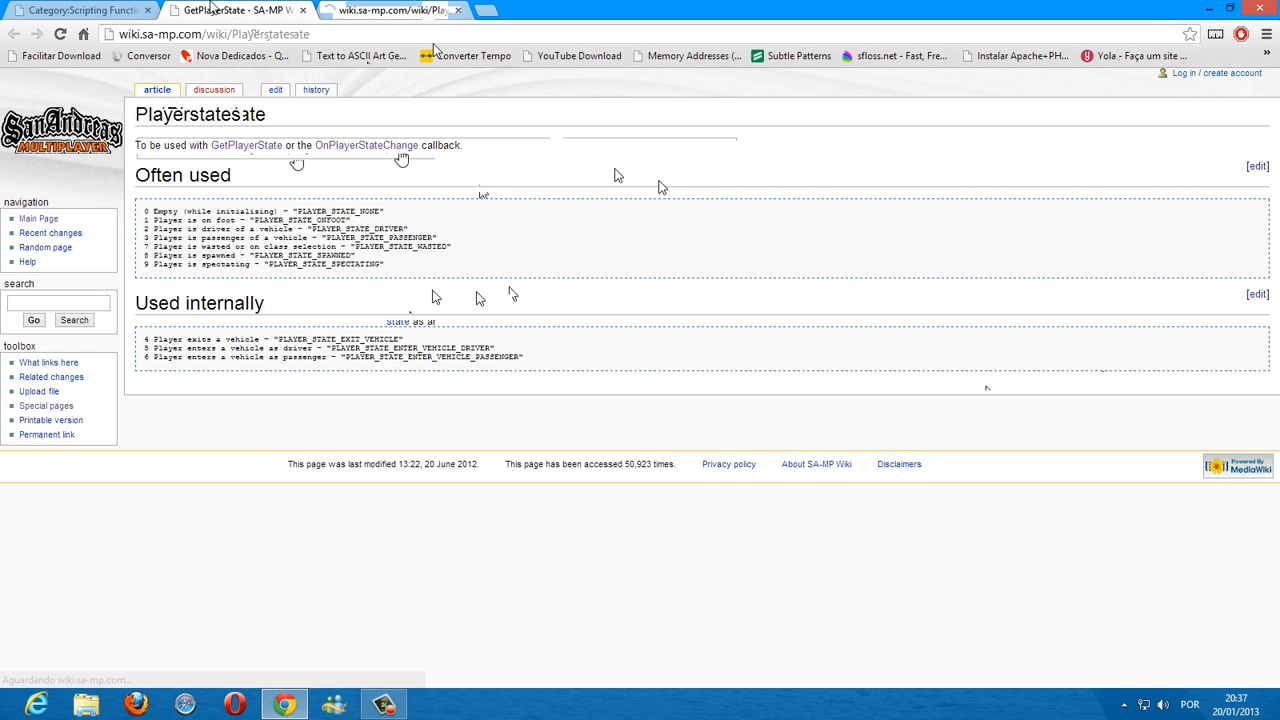 Category:Scripting Functi
GetPlayerState - SA-MP W
wiki.sa-mp.com/wiki/Play
wiki.sa-mp.com/wiki/Playerstatesate
Facilitar Download
Conversor
Nova Dedicados - Q...
Text to ASCII Art Ge...
Converter Tempo
YouTube Download
Memory Addresses (...
Subtle Patterns
sfloss.net - Fast, Fre...
Instalar Apache+PH...
Yola - Faça um site ...
»
Log in / create account
article
discussion
edit
history
SanAndreas
MULTIPLAYER
Playerstatesate
To be used with GetPlayerState or the OnPlayerStateChange callback.
Often used
[edit]
0 Empty (while initializing) - "PLAYER_STATE_NONE"
1 Player is on foot - "PLAYER_STATE_ONFOOT"
2 Player is driver of a vehicle - "PLAYER_STATE_DRIVER"
3 Player is passenger of a vehicle - "PLAYER_STATE_PASSENGER"
7 Player is wasted or on class selection - "PLAYER_STATE_WASTED"
8 Player is spawned - "PLAYER_STATE_SPAWNED"
9 Player is spectating - "PLAYER_STATE_SPECTATING"
Used internally
[edit]
state as ar
4 Player exits a vehicle - "PLAYER_STATE_EXIT_VEHICLE"
5 Player enters a vehicle as driver - "PLAYER_STATE_ENTER_VEHICLE_DRIVER"
6 Player enters a vehicle as passenger - "PLAYER_STATE_ENTER_VEHICLE_PASSENGER"
navigation
Main Page
Recent changes
Random page
Help
search
Go
Search
toolbox
What links here
Related changes
Upload file
Special pages
Printable version
Permanent link
This page was last modified 13:22, 20 June 2012.
This page has been accessed 50,923 times.
Privacy policy
About SA-MP Wiki
Disclaimers
Powered By
MediaWiki
Aguardando wiki.sa-mp.com...
POR
20:37
20/01/2013